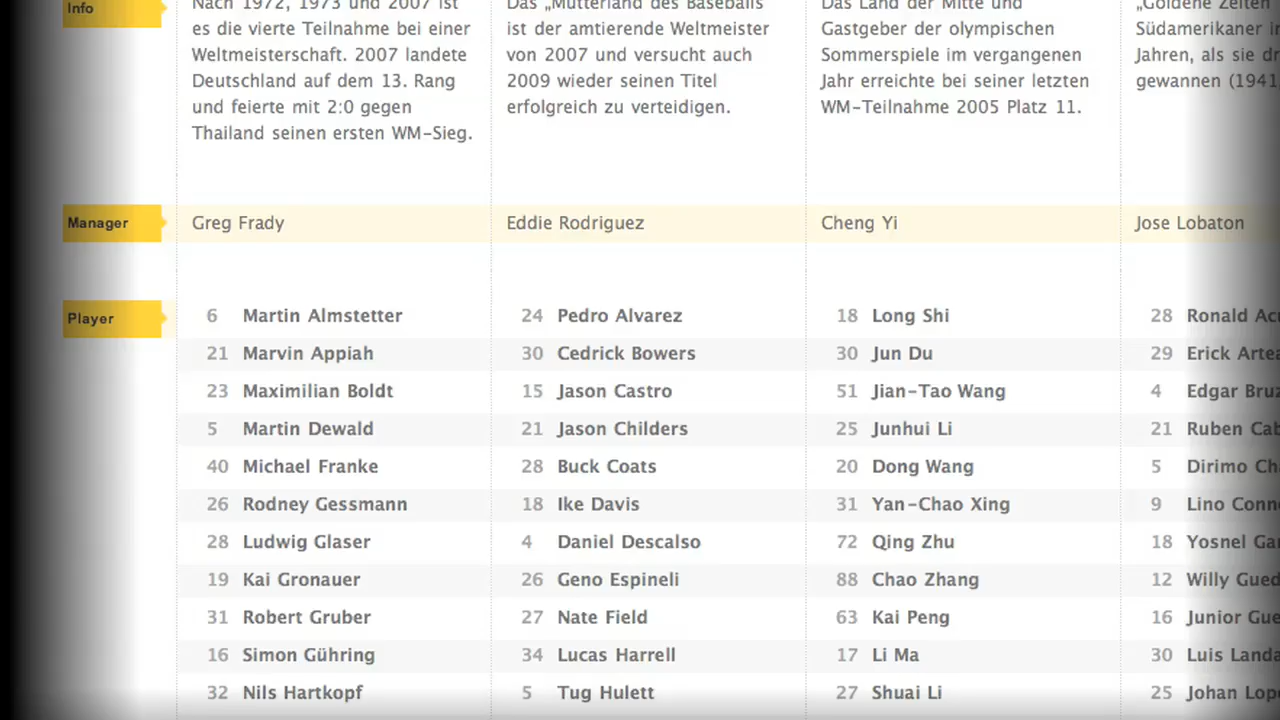 Info
Nach 1972, 1973 und 2007 ist
es die vierte Teilnahme bei einer
Weltmeisterschaft. 2007 landete
Deutschland auf dem 13. Rang
und feierte mit 2:0 gegen
Thailand seinen ersten WM-Sieg.
Das „Mutterland des Baseballs
ist der amtierende Weltmeister
von 2007 und versucht auch
2009 wieder seinen Titel
erfolgreich zu verteidigen.
Das Land der Mitte und
Gastgeber der olympischen
Sommerspiele im vergangenen
Jahr erreichte bei seiner letzten
WM-Teilnahme 2005 Platz 11.
„Goldene Zeiten
Südamerikaner
Jahren, als sie
gewannen (1941,
Manager
Greg Frady
Eddie Rodriguez
Cheng Yi
Jose Lobaton
Player
6 Martin Almstetter
21 Marvin Appiah
23 Maximilian Boldt
5 Martin Dewald
40 Michael Franke
26 Rodney Gessmann
28 Ludwig Glaser
19 Kai Gronauer
31 Robert Gruber
16 Simon Gühring
32 Nils Hartkopf
24 Pedro Alvarez
30 Cedrick Bowers
15 Jason Castro
21 Jason Childers
28 Buck Coats
18 Ike Davis
4 Daniel Descalso
26 Geno Espineli
27 Nate Field
34 Lucas Harrell
5 Tug Hulett
18 Long Shi
30 Jun Du
51 Jian-Tao Wang
25 Junhui Li
20 Dong Wang
31 Yan-Chao Xing
72 Qing Zhu
88 Chao Zhang
63 Kai Peng
17 Li Ma
27 Shuai Li
28 Ronald
29 Erick
4 Edgar
21 Ruben
5 Dirimo
9 Lino
18 Yosnel
12 Willy
16 Junior
30 Luis
25 Johan